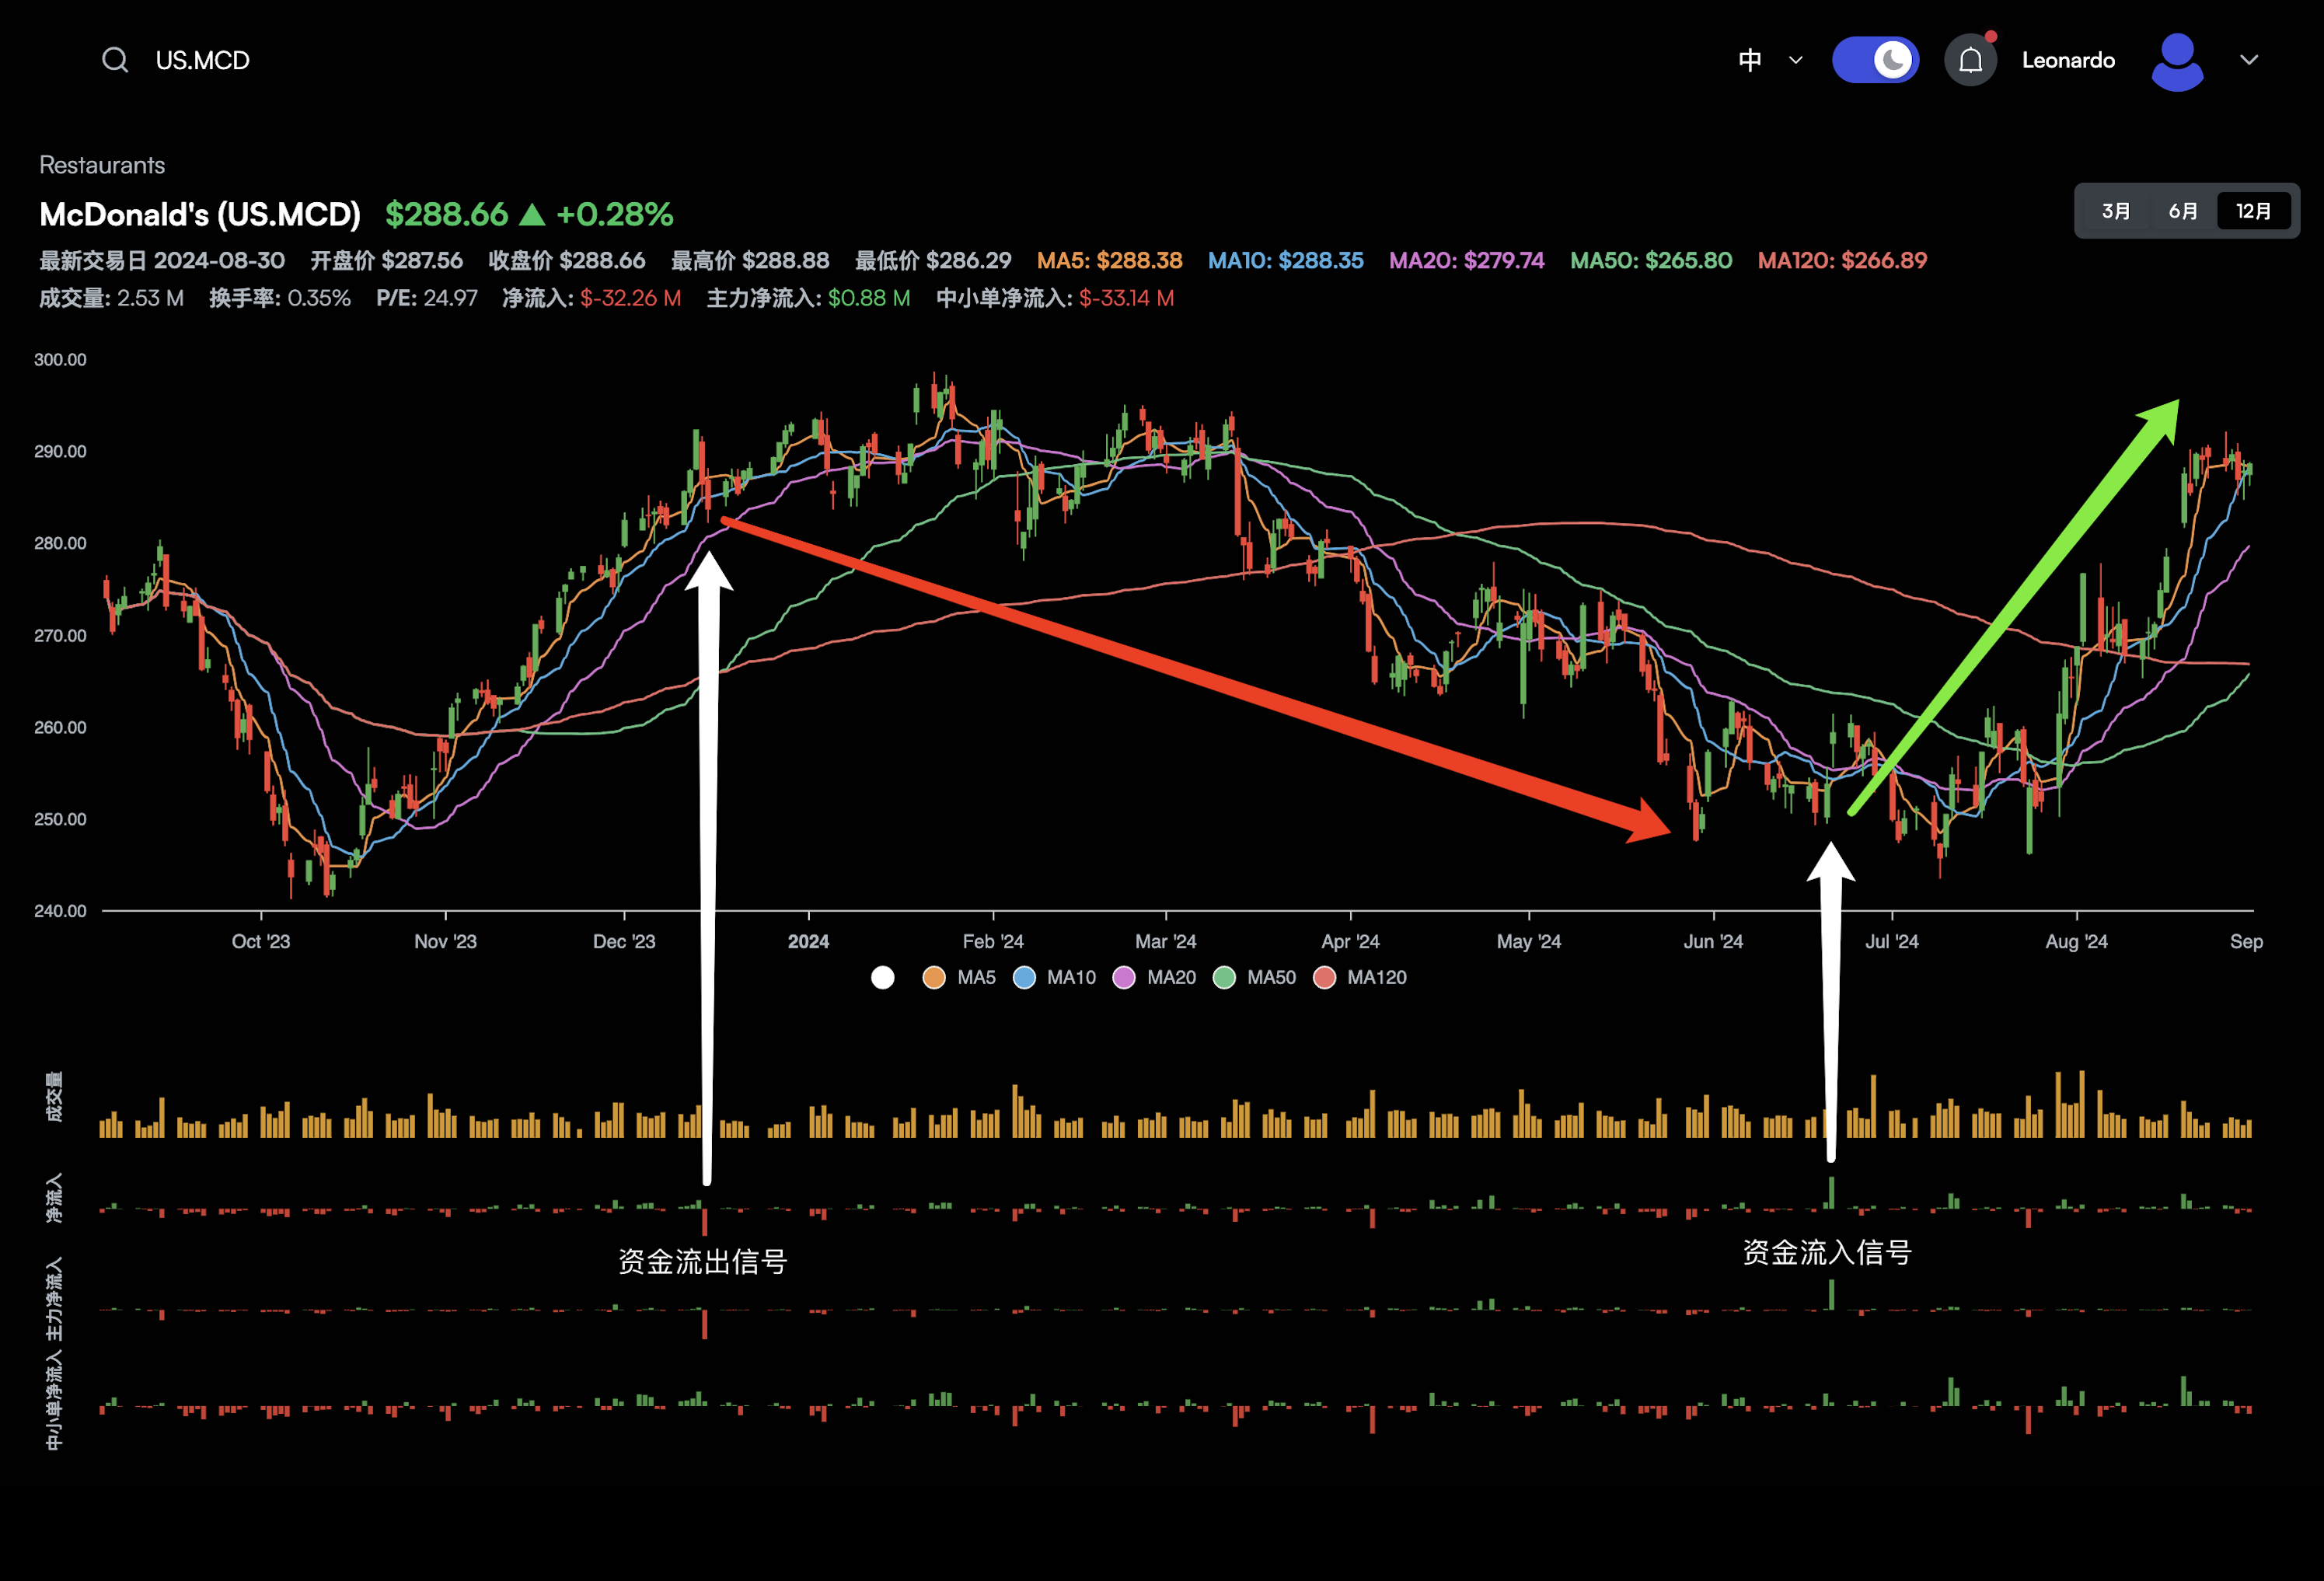 US.MCD
中
Leonardo
Restaurants
McDonald's (US.MCD) $288.66 ▲ +0.28%
3月 6月 12月
最新交易日 2024-08-30 开盘价 $287.56 收盘价 $288.66 最高价 $288.88 最低价 $286.29 MA5: $288.38 MA10: $288.35 MA20: $279.74 MA50: $265.80 MA120: $266.89
成交量: 2.53 M 换手率: 0.35% P/E: 24.97 净流入: $-32.26 M 主力净流入: $0.88 M 中小单净流入: $-33.14 M
300.00
290.00
280.00
270.00
260.00
250.00
240.00
Oct '23 Nov '23 Dec '23 2024 Feb '24 Mar '24 Apr '24 May '24 Jun '24 Jul '24 Aug '24 Sep
MA5 MA10 MA20 MA50 MA120
成交量
净流入
资金流出信号
资金流入信号
主力净流入
中小单净流入